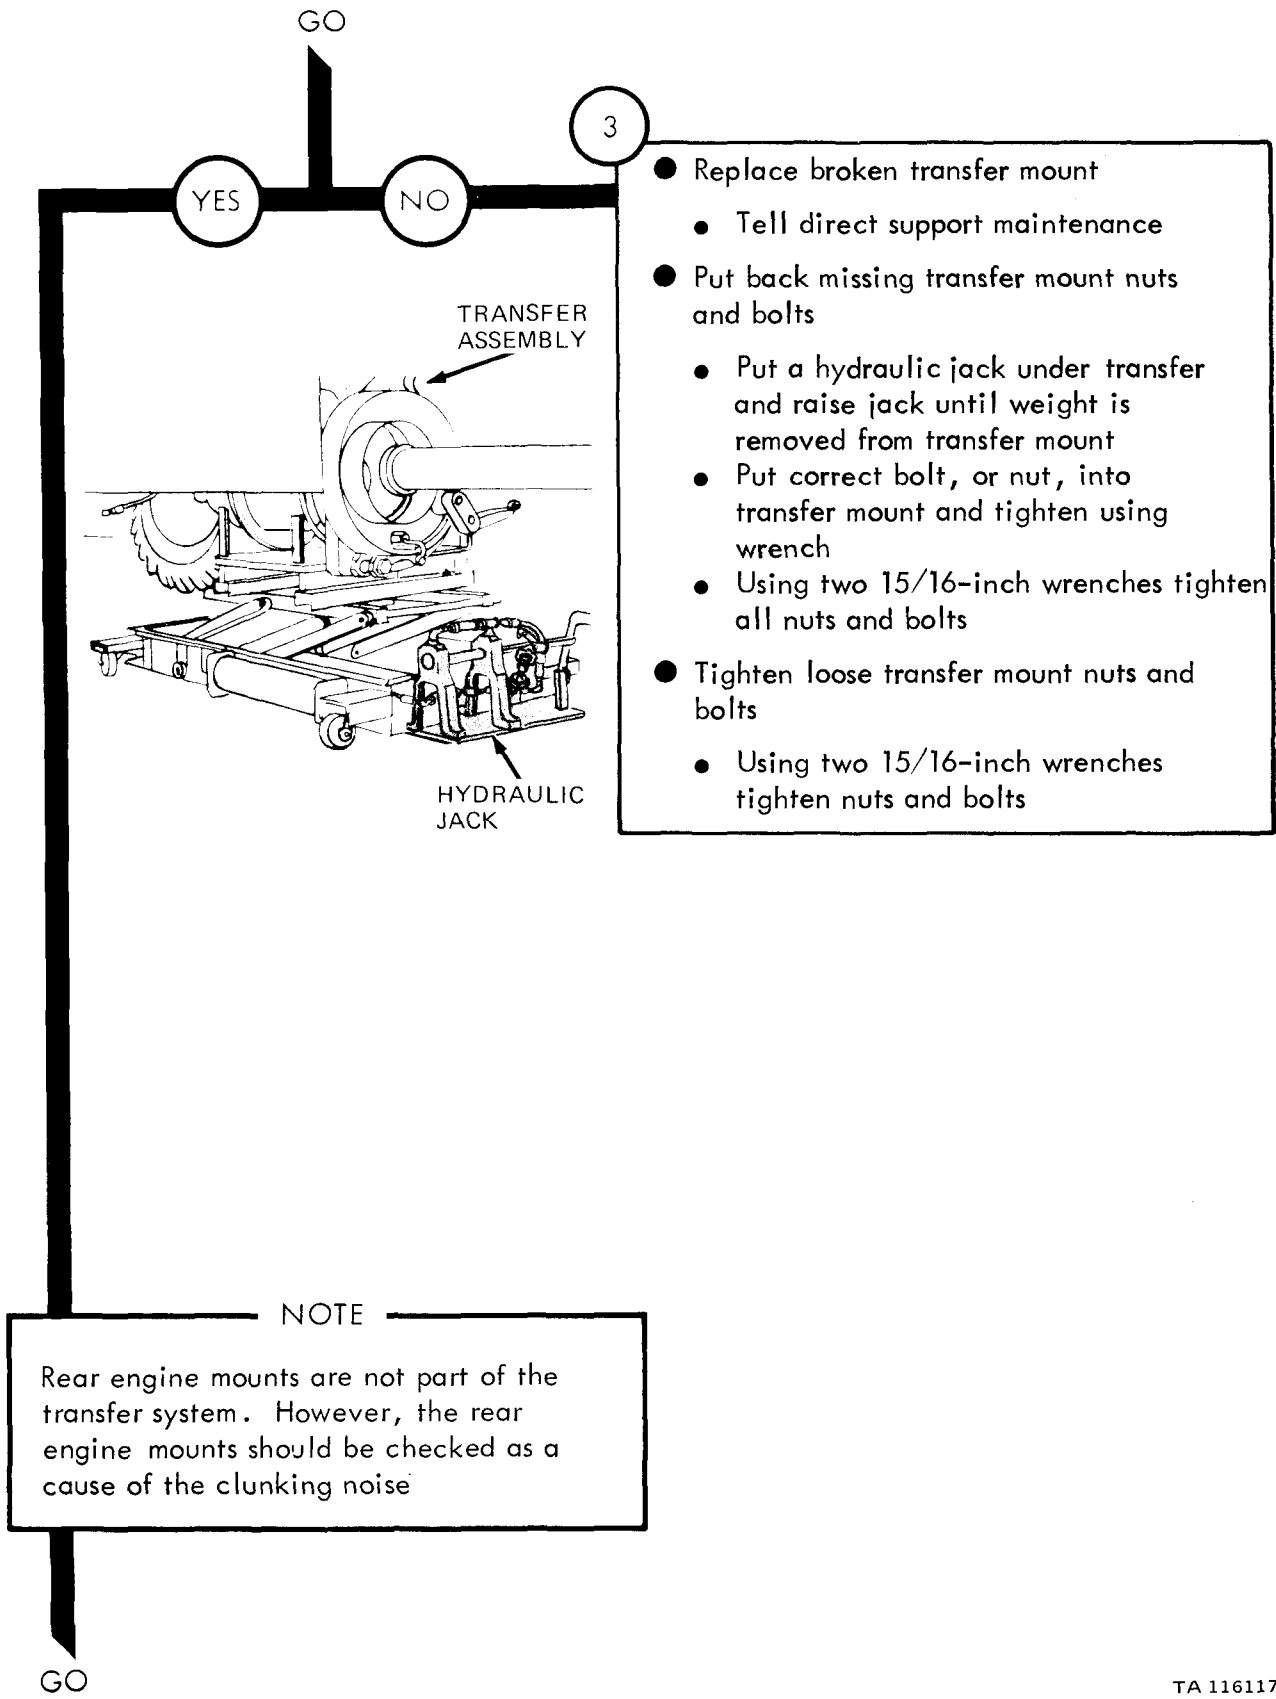 GO
3
YES
NO
● Replace broken transfer mount
● Tell direct support maintenance
● Put back missing transfer mount nuts
and bolts
● Put a hydraulic jack under transfer
and raise jack until weight is
removed from transfer mount
● Put correct bolt, or nut, into
transfer mount and tighten using
wrench
● Using two 15/16-inch wrenches tighten
all nuts and bolts
● Tighten loose transfer mount nuts and
bolts
● Using two 15/16-inch wrenches
tighten nuts and bolts
TRANSFER
ASSEMBLY
HYDRAULIC
JACK
NOTE
Rear engine mounts are not part of the
transfer system. However, the rear
engine mounts should be checked as a
cause of the clunking noise
GO
TA 116117